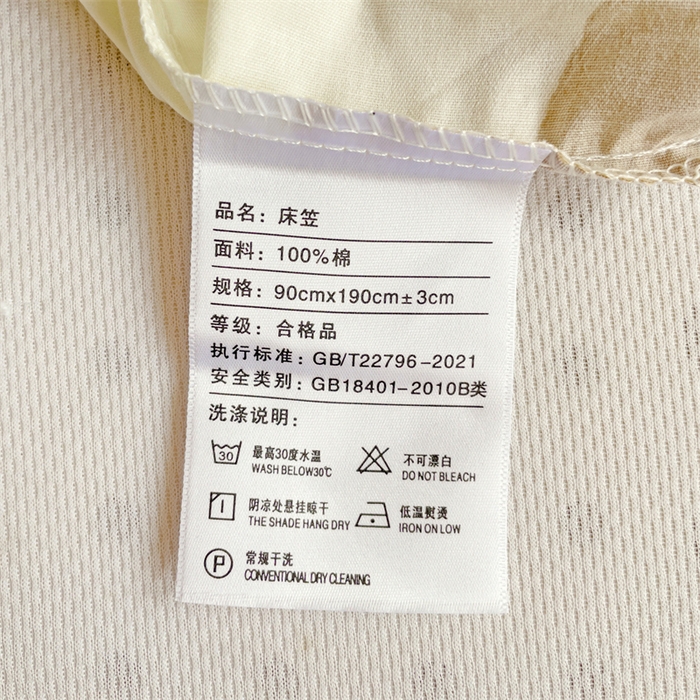 品名：床笠
面料：100%棉
规格：90cmx190cm±3cm
等级：合格品
执行标准：GB/T22796-2021
安全类别：GB18401-2010B类
洗涤说明：
30 最高30度水温 不可漂白
WASH BELOW30℃ DO NOT BLEACH
阴凉处悬挂晾干 低温熨烫
THE SHADE HANG DRY IRON ON LOW
P 常规干洗
CONVENTIONAL DRY CLEANING